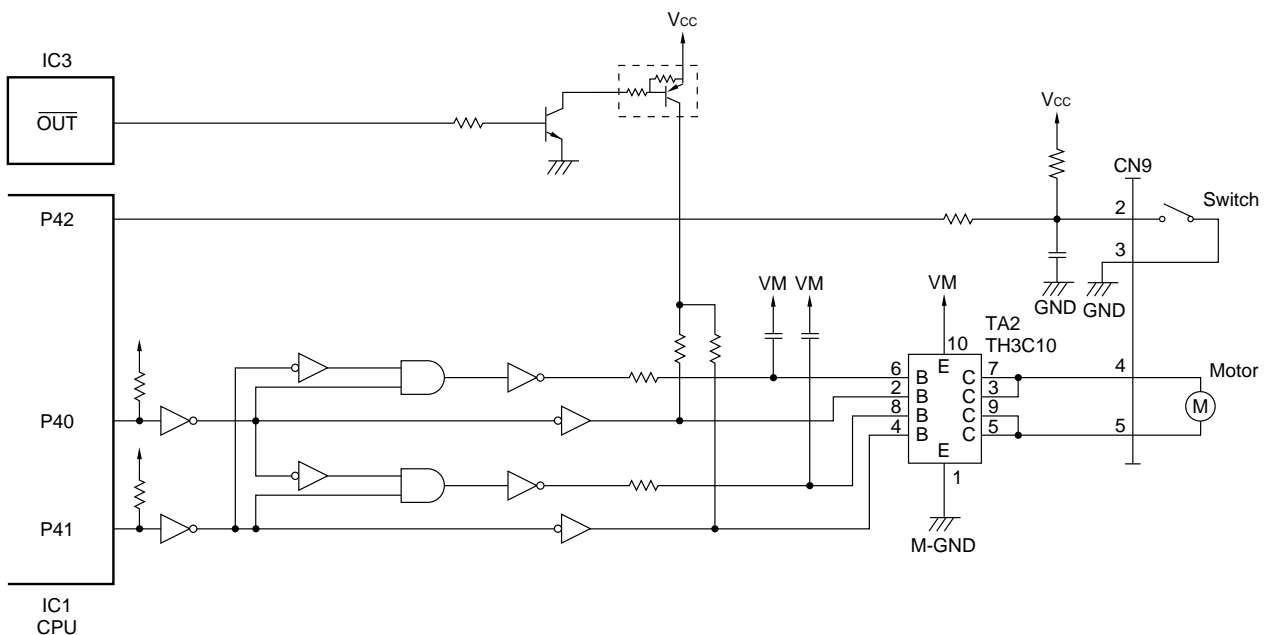 Vcc
IC3
OUT
Vcc
CN9
P42
2
Switch
3
VM VM
VM
GND GND
TA2
TH3C10
10
E
6 B C 7
4
Motor
2 B C 3
P40
8 B C 9
M
4 B C 5
5
E
1
P41
M-GND
IC1
CPU